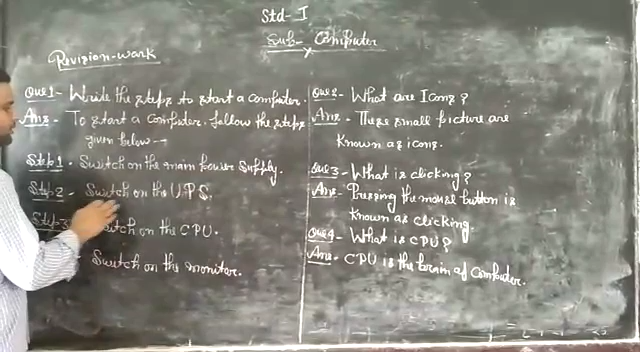 Std-I
Sub- Computer
Revision-work
Que1- Write the steps to start a computer.
Ans- To start a computer. follow the steps
given below-
Step1- Switch on the main power Supply.
Step2- Switch on the U.P.S.
Step-3 Switch on the CPU.
Switch on the moniter.
Que2- What are Icons?
Ans- These small picture are
known as icons.
Que3- What is clicking?
Ans- Pressing the mouse button is
known as clicking.
Que4- What is CPU?
Ans- CPU is the brain of Computer.